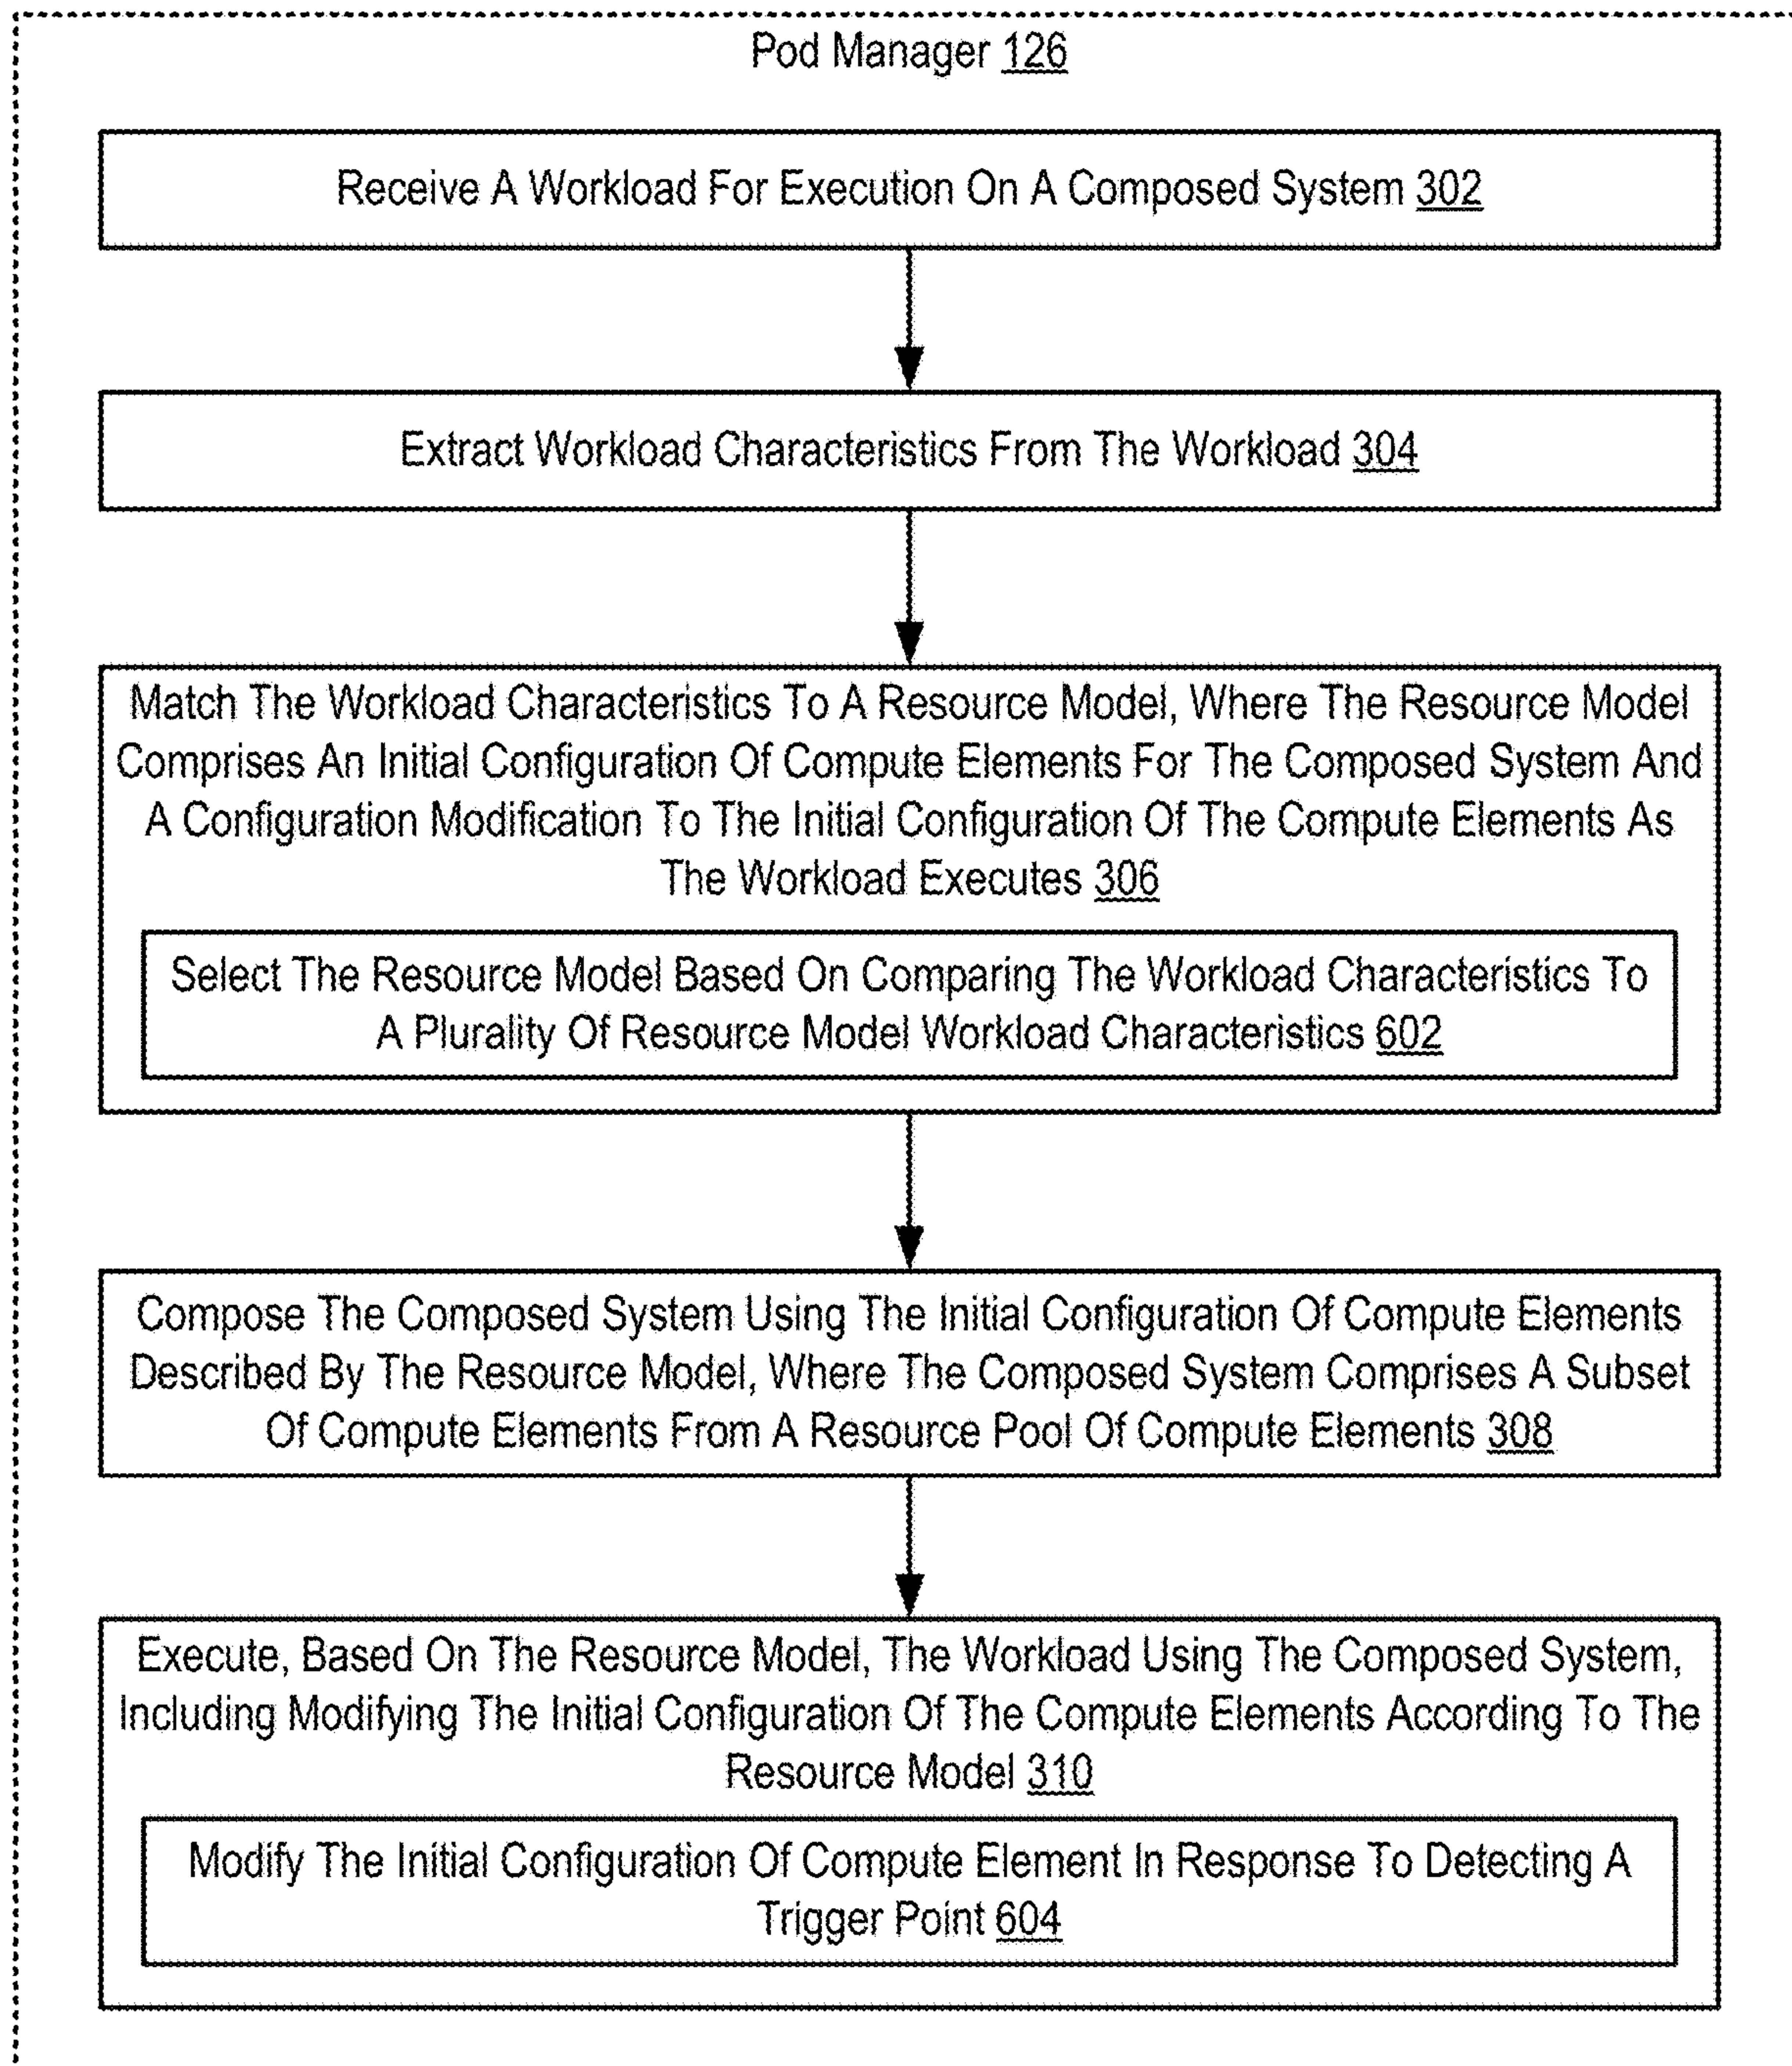 Pod Manager 126
Receive A Workload For Execution On A Composed System 302
Extract Workload Characteristics From The Workload 304
Match The Workload Characteristics To A Resource Model, Where The Resource Model
Comprises An Initial Configuration Of Compute Elements For The Composed System And
A Configuration Modification To The Initial Configuration Of The Compute Elements As
The Workload Executes 306
Select The Resource Model Based On Comparing The Workload Characteristics To
A Plurality Of Resource Model Workload Characteristics 602
Compose The Composed System Using The Initial Configuration Of Compute Elements
Described By The Resource Model, Where The Composed System Comprises A Subset
Of Compute Elements From A Resource Pool Of Compute Elements 308
Execute, Based On The Resource Model, The Workload Using The Composed System,
Including Modifying The Initial Configuration Of The Compute Elements According To The
Resource Model 310
Modify The Initial Configuration Of Compute Element In Response To Detecting A
Trigger Point 604